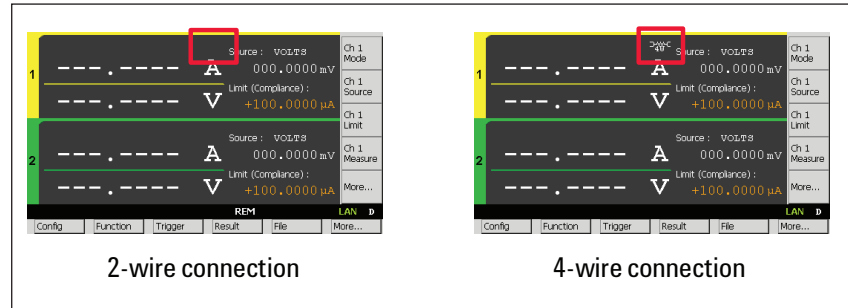 1
---.---- A
---.---- V
Source : VOLTS
000.0000 mV
Limit (Compliance) :
+100.0000 µA
2
---.---- A
---.---- V
Source : VOLTS
000.0000 mV
Limit (Compliance) :
+100.0000 µA
Ch 1 Mode
Ch 1 Source
Ch 1 Limit
Ch 1 Measure
More...
REM LAN D
Config Function Trigger Result File More...
2-wire connection
1
---.---- A
---.---- V
4W
Source : VOLTS
000.0000 mV
Limit (Compliance) :
+100.0000 µA
2
---.---- A
---.---- V
Source : VOLTS
000.0000 mV
Limit (Compliance) :
+100.0000 µA
Ch 1 Mode
Ch 1 Source
Ch 1 Limit
Ch 1 Measure
More...
LAN D
Config Function Trigger Result File More...
4-wire connection